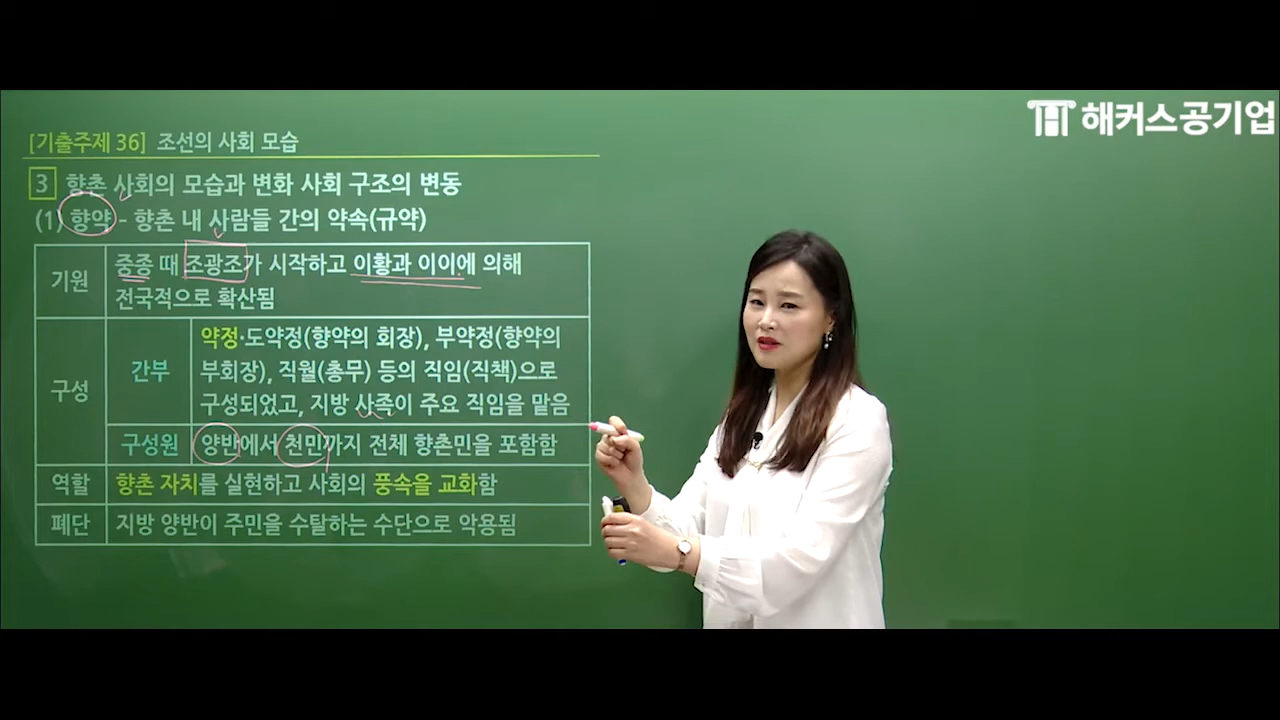 해커스공기업
[기출주제 36] 조선의 사회 모습
3 향촌 사회의 모습과 변화 사회 구조의 변동
(1) 향약 - 향촌 내 사람들 간의 약속(규약)
기원
중종 때 조광조가 시작하고 이황과 이이에 의해
전국적으로 확산됨
구성
간부
약정·도약정(향약의 회장), 부약정(향약의
부회장), 직월(총무) 등의 직임(직책)으로
구성되었고, 지방 사족이 주요 직임을 맡음
구성원
양반에서 천민까지 전체 향촌민을 포함함
역할
향촌 자치를 실현하고 사회의 풍속을 교화함
폐단
지방 양반이 주민을 수탈하는 수단으로 악용됨